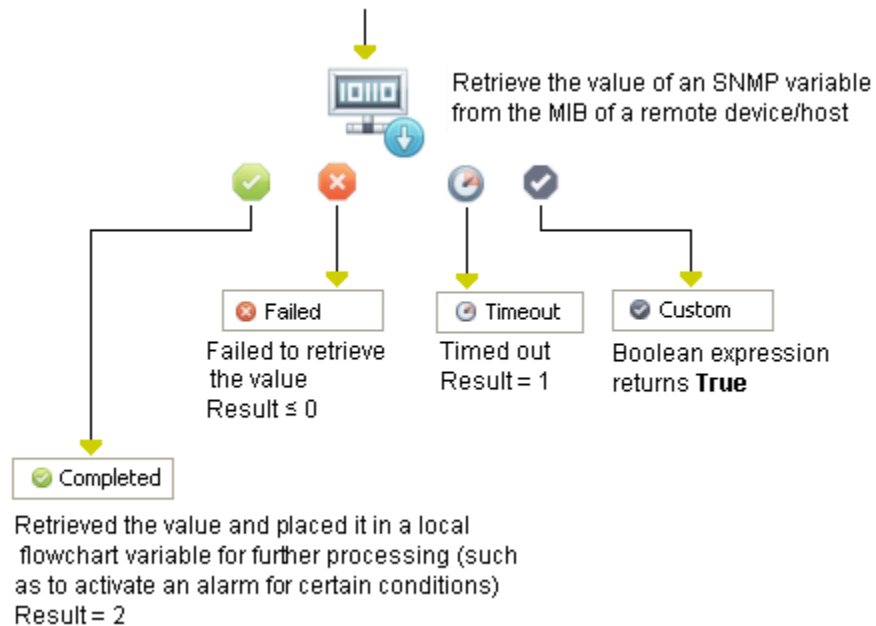 10110
Retrieve the value of an SNMP variable
from the MIB of a remote device/host
Failed
Failed to retrieve
the value
Result ≤ 0
Timeout
Timed out
Result = 1
Custom
Boolean expression
returns True
Completed
Retrieved the value and placed it in a local
flowchart variable for further processing (such
as to activate an alarm for certain conditions)
Result = 2